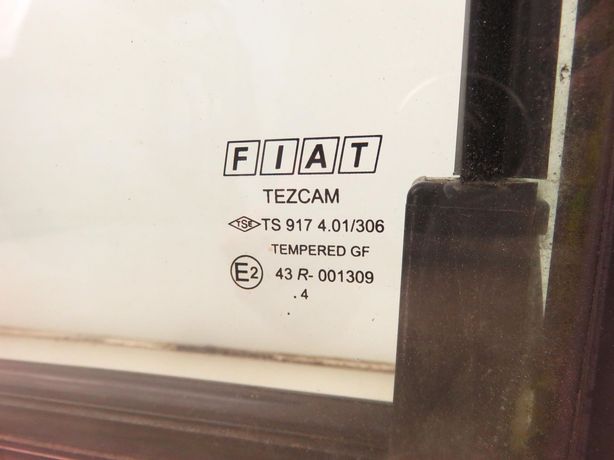 FIAT
TEZCAM
TSE TS 917 4.01/306
TEMPERED GF
E2 43 R- 001309
. 4
.